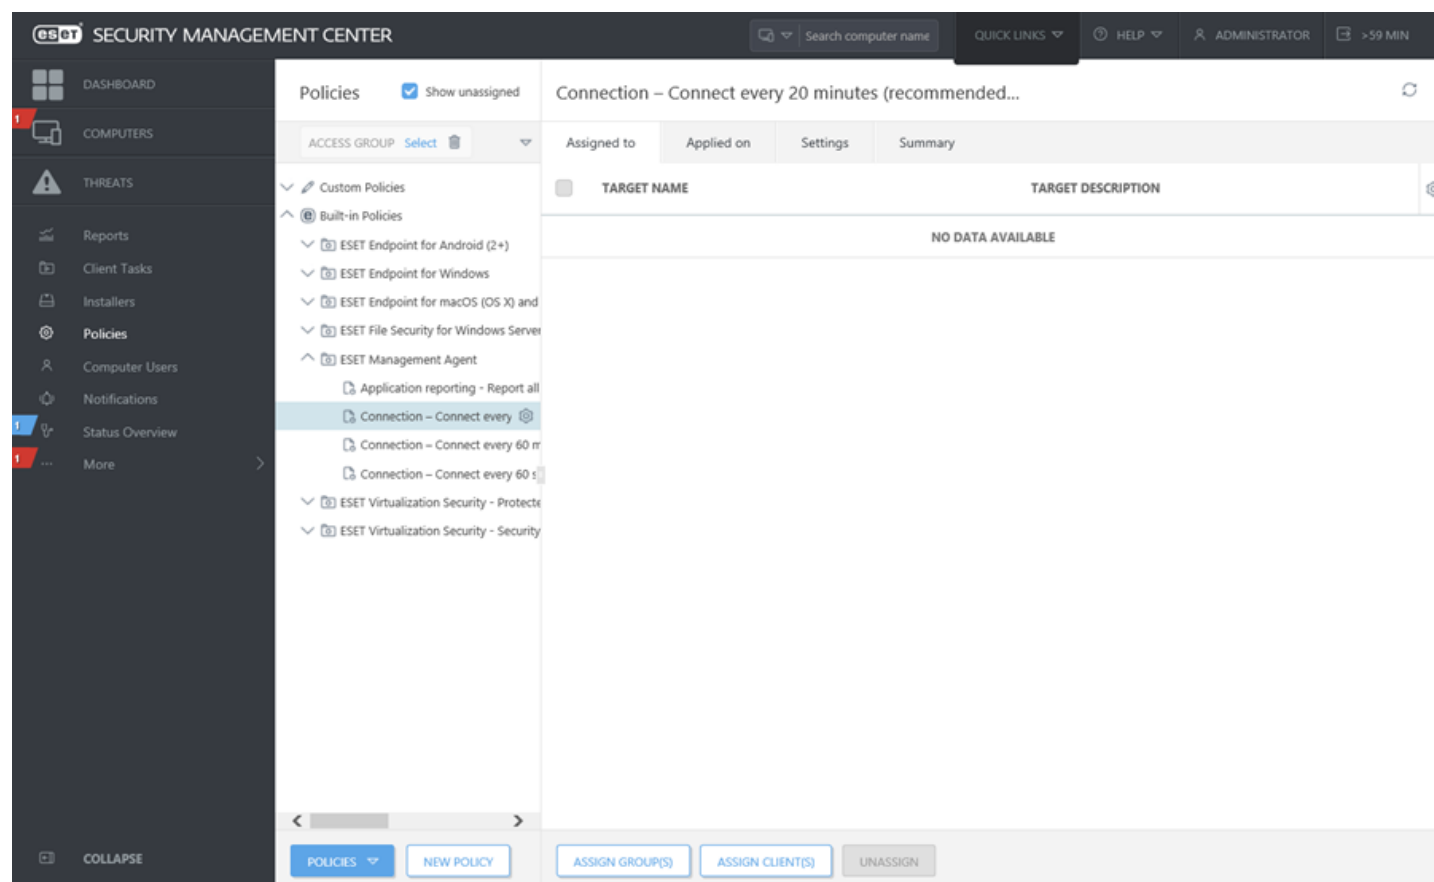 eset SECURITY MANAGEMENT CENTER
Search computer name
QUICK LINKS
HELP
ADMINISTRATOR
>59 MIN
DASHBOARD
1
COMPUTERS
THREATS
Reports
Client Tasks
Installers
Policies
Computer Users
Notifications
1
Status Overview
1
More
COLLAPSE
Policies
Show unassigned
ACCESS GROUP Select
Custom Policies
Built-in Policies
ESET Endpoint for Android (2+)
ESET Endpoint for Windows
ESET Endpoint for macOS (OS X) and
ESET File Security for Windows Server
ESET Management Agent
Application reporting - Report all
Connection – Connect every
Connection – Connect every 60 m
Connection – Connect every 60 s
ESET Virtualization Security - Protecte
ESET Virtualization Security - Security
POLICIES
NEW POLICY
Connection – Connect every 20 minutes (recommended...
Assigned to
Applied on
Settings
Summary
TARGET NAME
TARGET DESCRIPTION
NO DATA AVAILABLE
ASSIGN GROUP(S)
ASSIGN CLIENT(S)
UNASSIGN